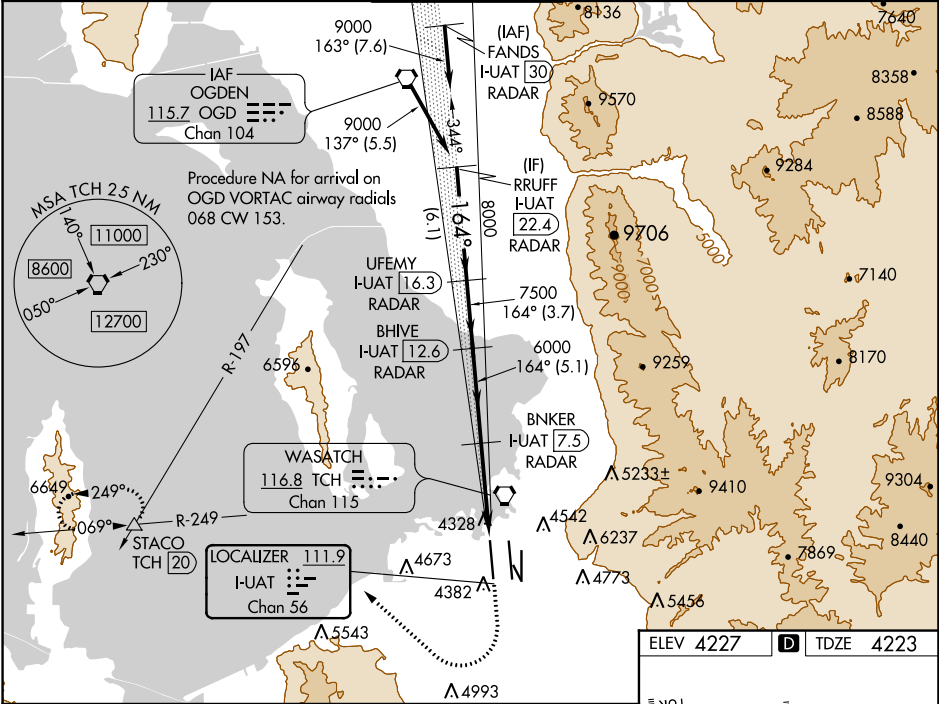 8136
7640
9000
163° (7.6)
(IAF)
FANDS
I-UAT 30
RADAR
8358
8588
9570
IAF
OGDEN
115.7 OGD
Chan 104
9000
137° (5.5)
344°
9284
Procedure NA for arrival on
OGD VORTAC airway radials
068 CW 153.
(IF)
RRUFF
I-UAT
22.4
RADAR
MSA TCH 25 NM
140°
11000
8600
230°
050°
12700
(6.1)
164°
8000
9706
5000
9000
7000
UFEMY
I-UAT 16.3
RADAR
7140
7500
164° (3.7)
BHIVE
I-UAT 12.6
RADAR
6000
164° (5.1)
R-197
6596
9259
8170
BNKER
I-UAT 7.5
RADAR
WASATCH
116.8 TCH
Chan 115
5233±
9410
9304
6649
249°
069°
R-249
STACO
TCH 20
4328
4542
6237
8440
7869
LOCALIZER 111.9
I-UAT
Chan 56
4673
4382
4773
5456
5543
4993
ELEV 4227
D
TDZE 4223